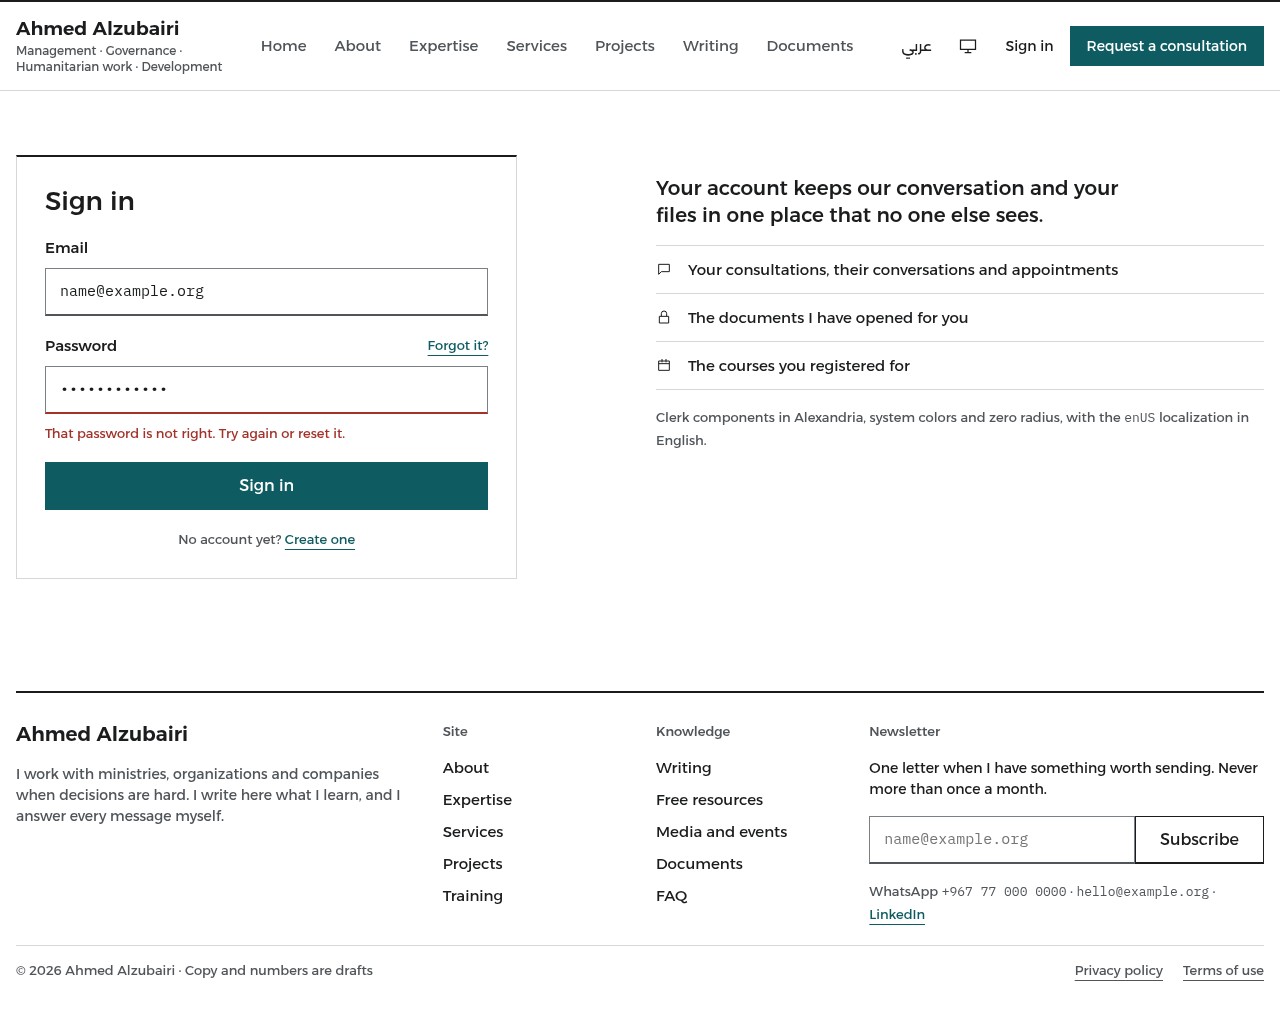 Ahmed Alzubairi
Management · Governance ·
Humanitarian work · Development
Home
About
Expertise
Services
Projects
Writing
Documents
عربي
Sign in
Request a consultation
Sign in
Email
name@example.org
Password
Forgot it?
••••••••••••
That password is not right. Try again or reset it.
Sign in
No account yet? Create one
Your account keeps our conversation and your
files in one place that no one else sees.
Your consultations, their conversations and appointments
The documents I have opened for you
The courses you registered for
Clerk components in Alexandria, system colors and zero radius, with the enUS localization in
English.
Ahmed Alzubairi
I work with ministries, organizations and companies
when decisions are hard. I write here what I learn, and I
answer every message myself.
Site
About
Expertise
Services
Projects
Training
Knowledge
Writing
Free resources
Media and events
Documents
FAQ
Newsletter
One letter when I have something worth sending. Never
more than once a month.
name@example.org
Subscribe
WhatsApp +967 77 000 0000 · hello@example.org ·
LinkedIn
© 2026 Ahmed Alzubairi · Copy and numbers are drafts
Privacy policy
Terms of use